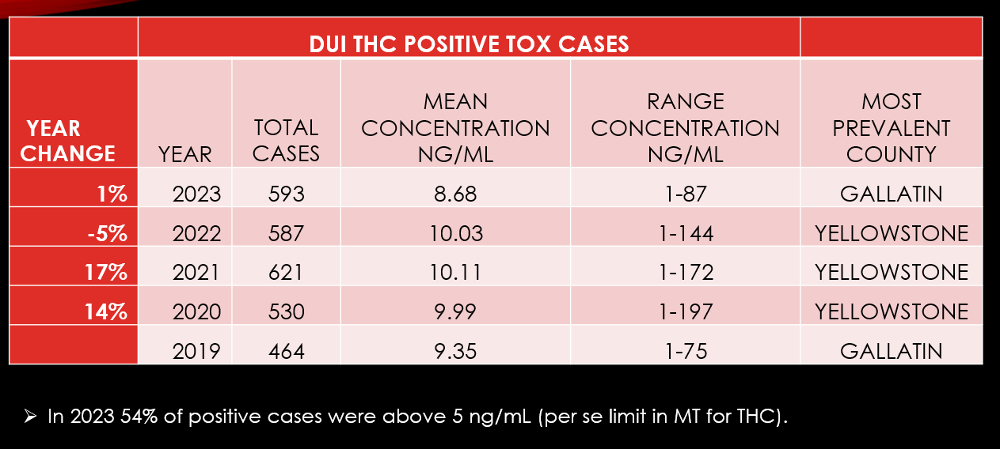 DUI THC POSITIVE TOX CASES
YEAR CHANGE YEAR TOTAL CASES MEAN CONCENTRATION NG/ML RANGE CONCENTRATION NG/ML MOST PREVALENT COUNTY
1% 2023 593 8.68 1-87 GALLATIN
-5% 2022 587 10.03 1-144 YELLOWSTONE
17% 2021 621 10.11 1-172 YELLOWSTONE
14% 2020 530 9.99 1-197 YELLOWSTONE
2019 464 9.35 1-75 GALLATIN
➢ In 2023 54% of positive cases were above 5 ng/mL (per se limit in MT for THC).